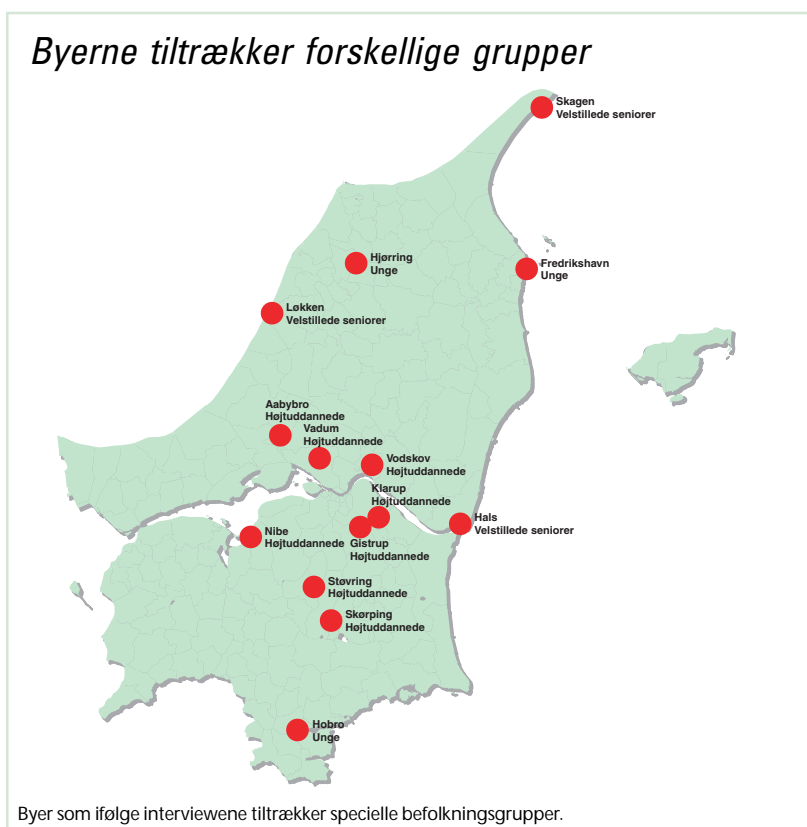 Byerne tiltrækker forskellige grupper
Skagen
Velstillede seniorer
Hjørring
Unge
Fredrikshavn
Unge
Løkken
Velstillede seniorer
Aabybro
Højtuddannede
Vadum
Højtuddannede
Vodskov
Højtuddannede
Klarup
Højtuddannede
Hals
Velstillede seniorer
Nibe
Højtuddannede
Gistrup
Højtuddannede
Støvring
Højtuddannede
Skørping
Højtuddannede
Hobro
Unge
Byer som ifølge interviewene tiltrækker specielle befolkningsgrupper.